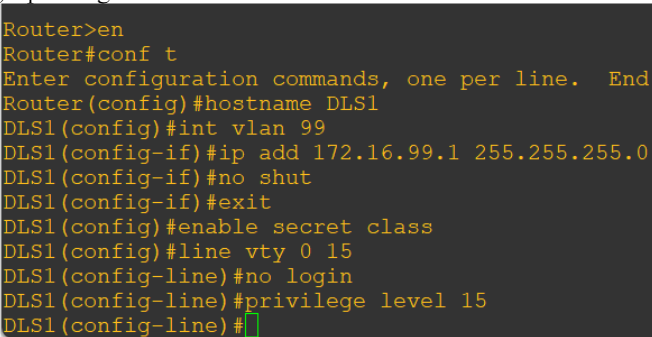 Router>en
Router#conf t
Enter configuration commands, one per line.  End
Router(config)#hostname DLS1
DLS1(config)#int vlan 99
DLS1(config-if)#ip add 172.16.99.1 255.255.255.0
DLS1(config-if)#no shut
DLS1(config-if)#exit
DLS1(config)#enable secret class
DLS1(config)#line vty 0 15
DLS1(config-line)#no login
DLS1(config-line)#privilege level 15
DLS1(config-line)#